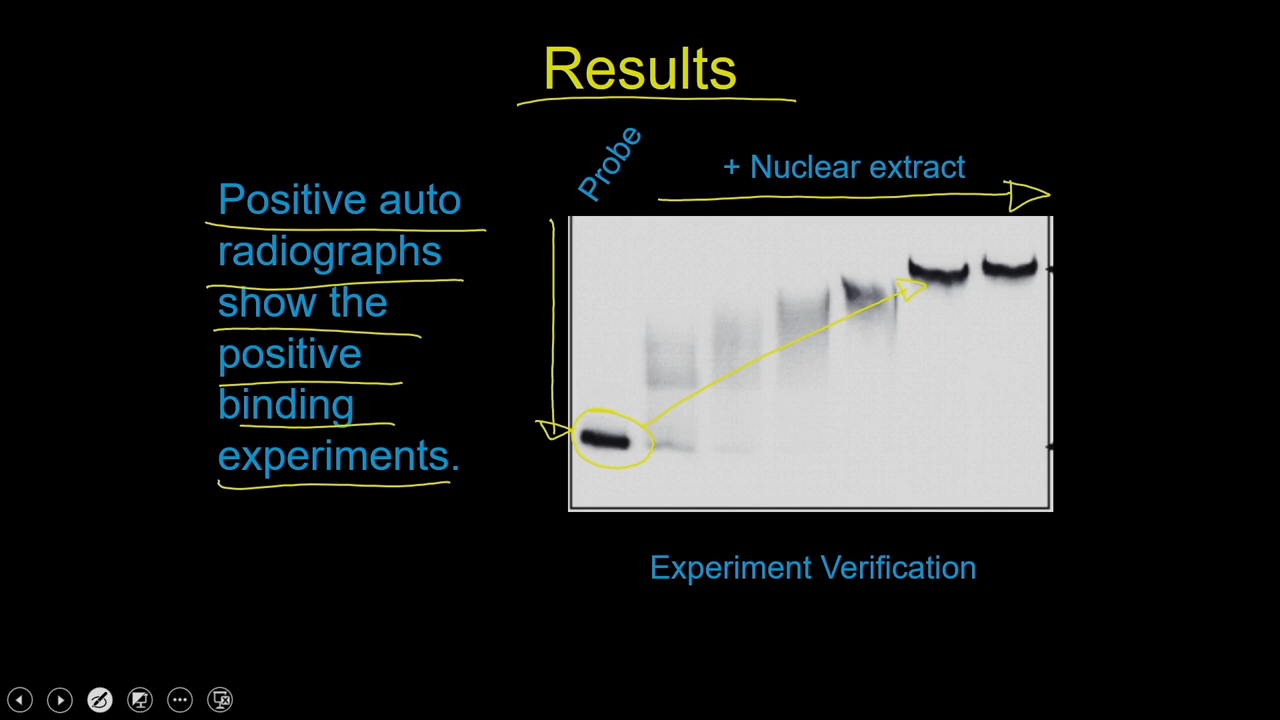 Results
Probe
+ Nuclear extract
Positive auto
radiographs
show the
positive
binding
experiments.
Experiment Verification